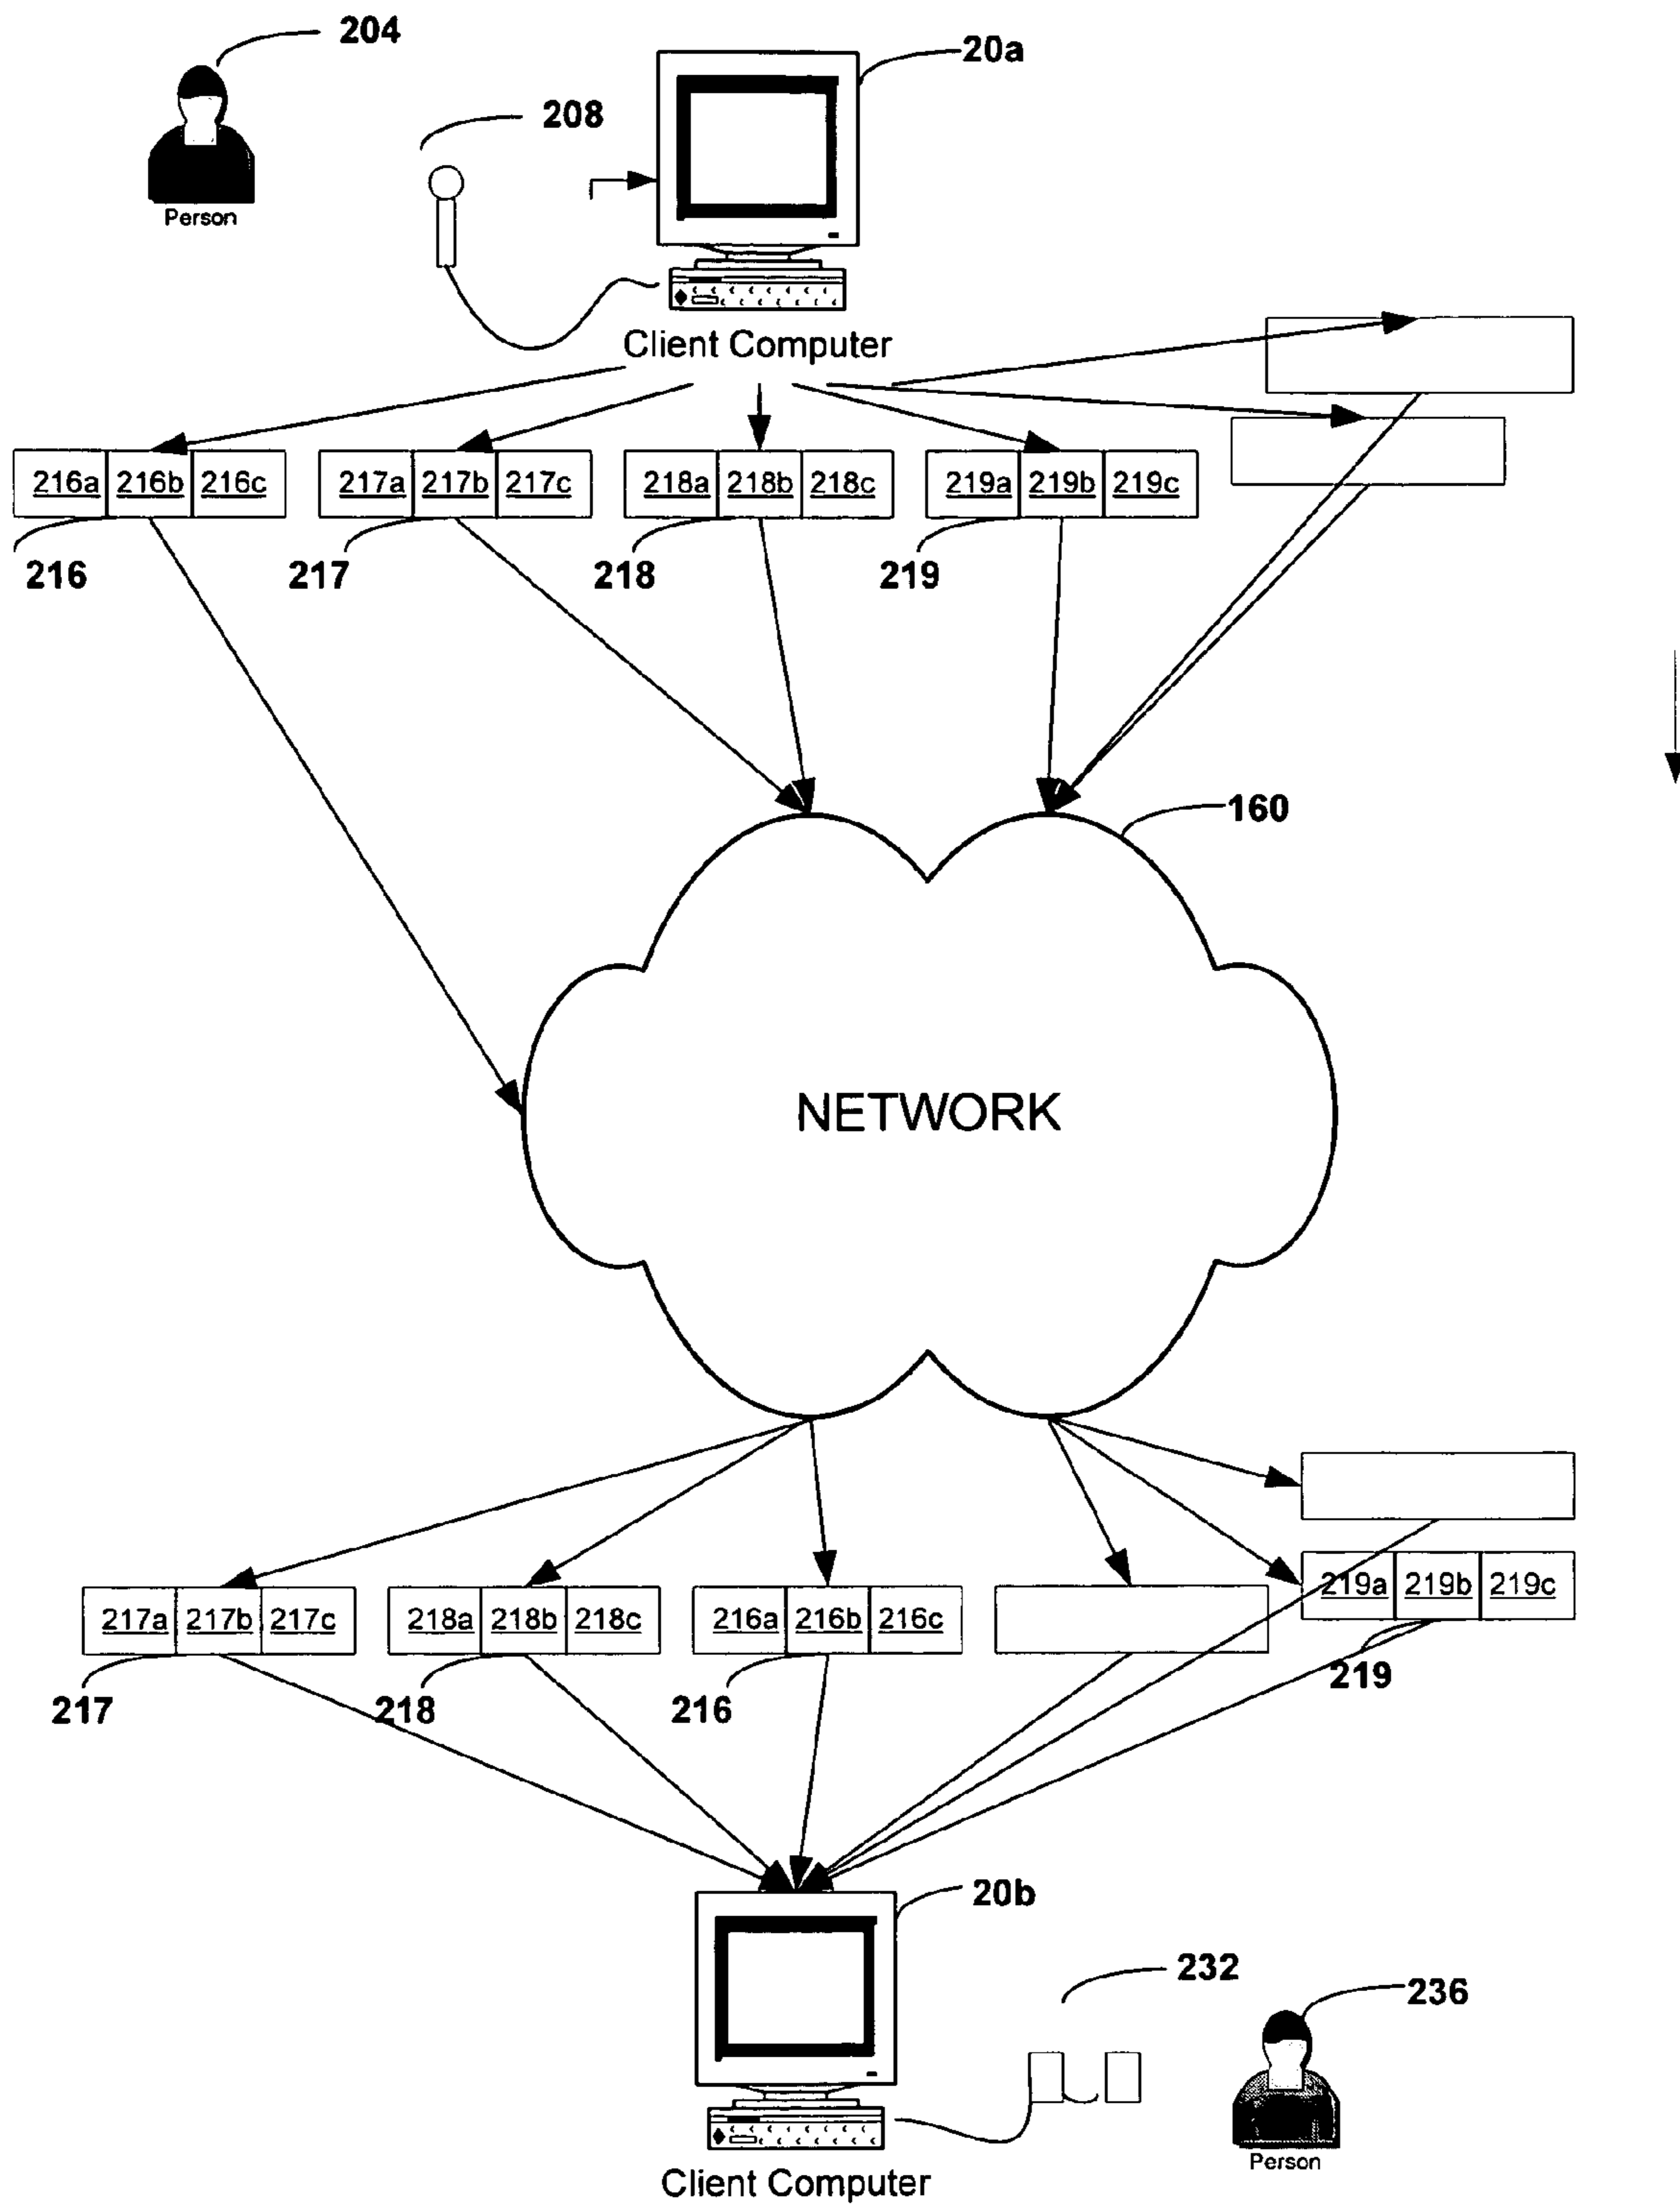 204
20a
208
Person
Client Computer
216a 216b 216c
217a 217b 217c
218a 218b 218c
219a 219b 219c
216
217
218
219
160
NETWORK
217a 217b 217c
218a 218b 218c
216a 216b 216c
219a 219b 219c
217
218
216
219
20b
232
236
Person
Client Computer